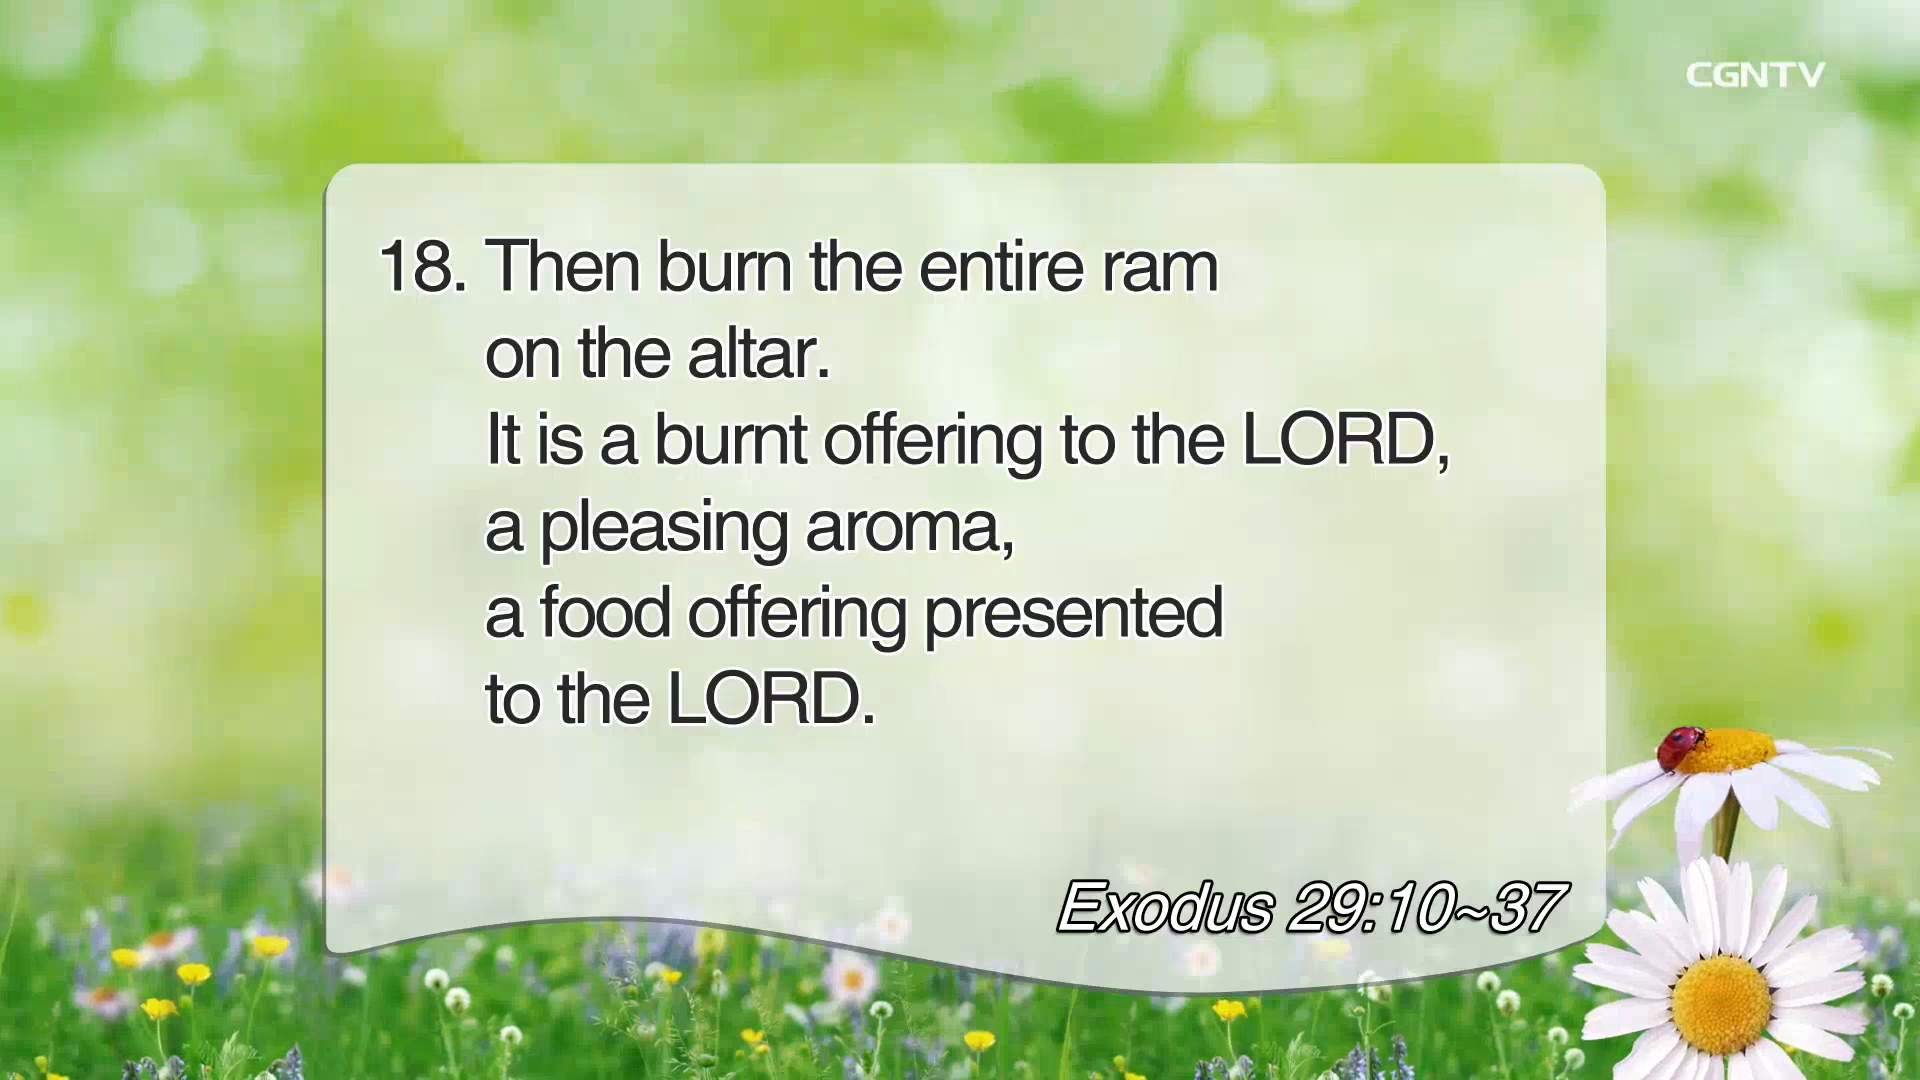 CGNTV
18. Then burn the entire ram
on the altar.
It is a burnt offering to the LORD,
a pleasing aroma,
a food offering presented
to the LORD.
Exodus 29:10~37